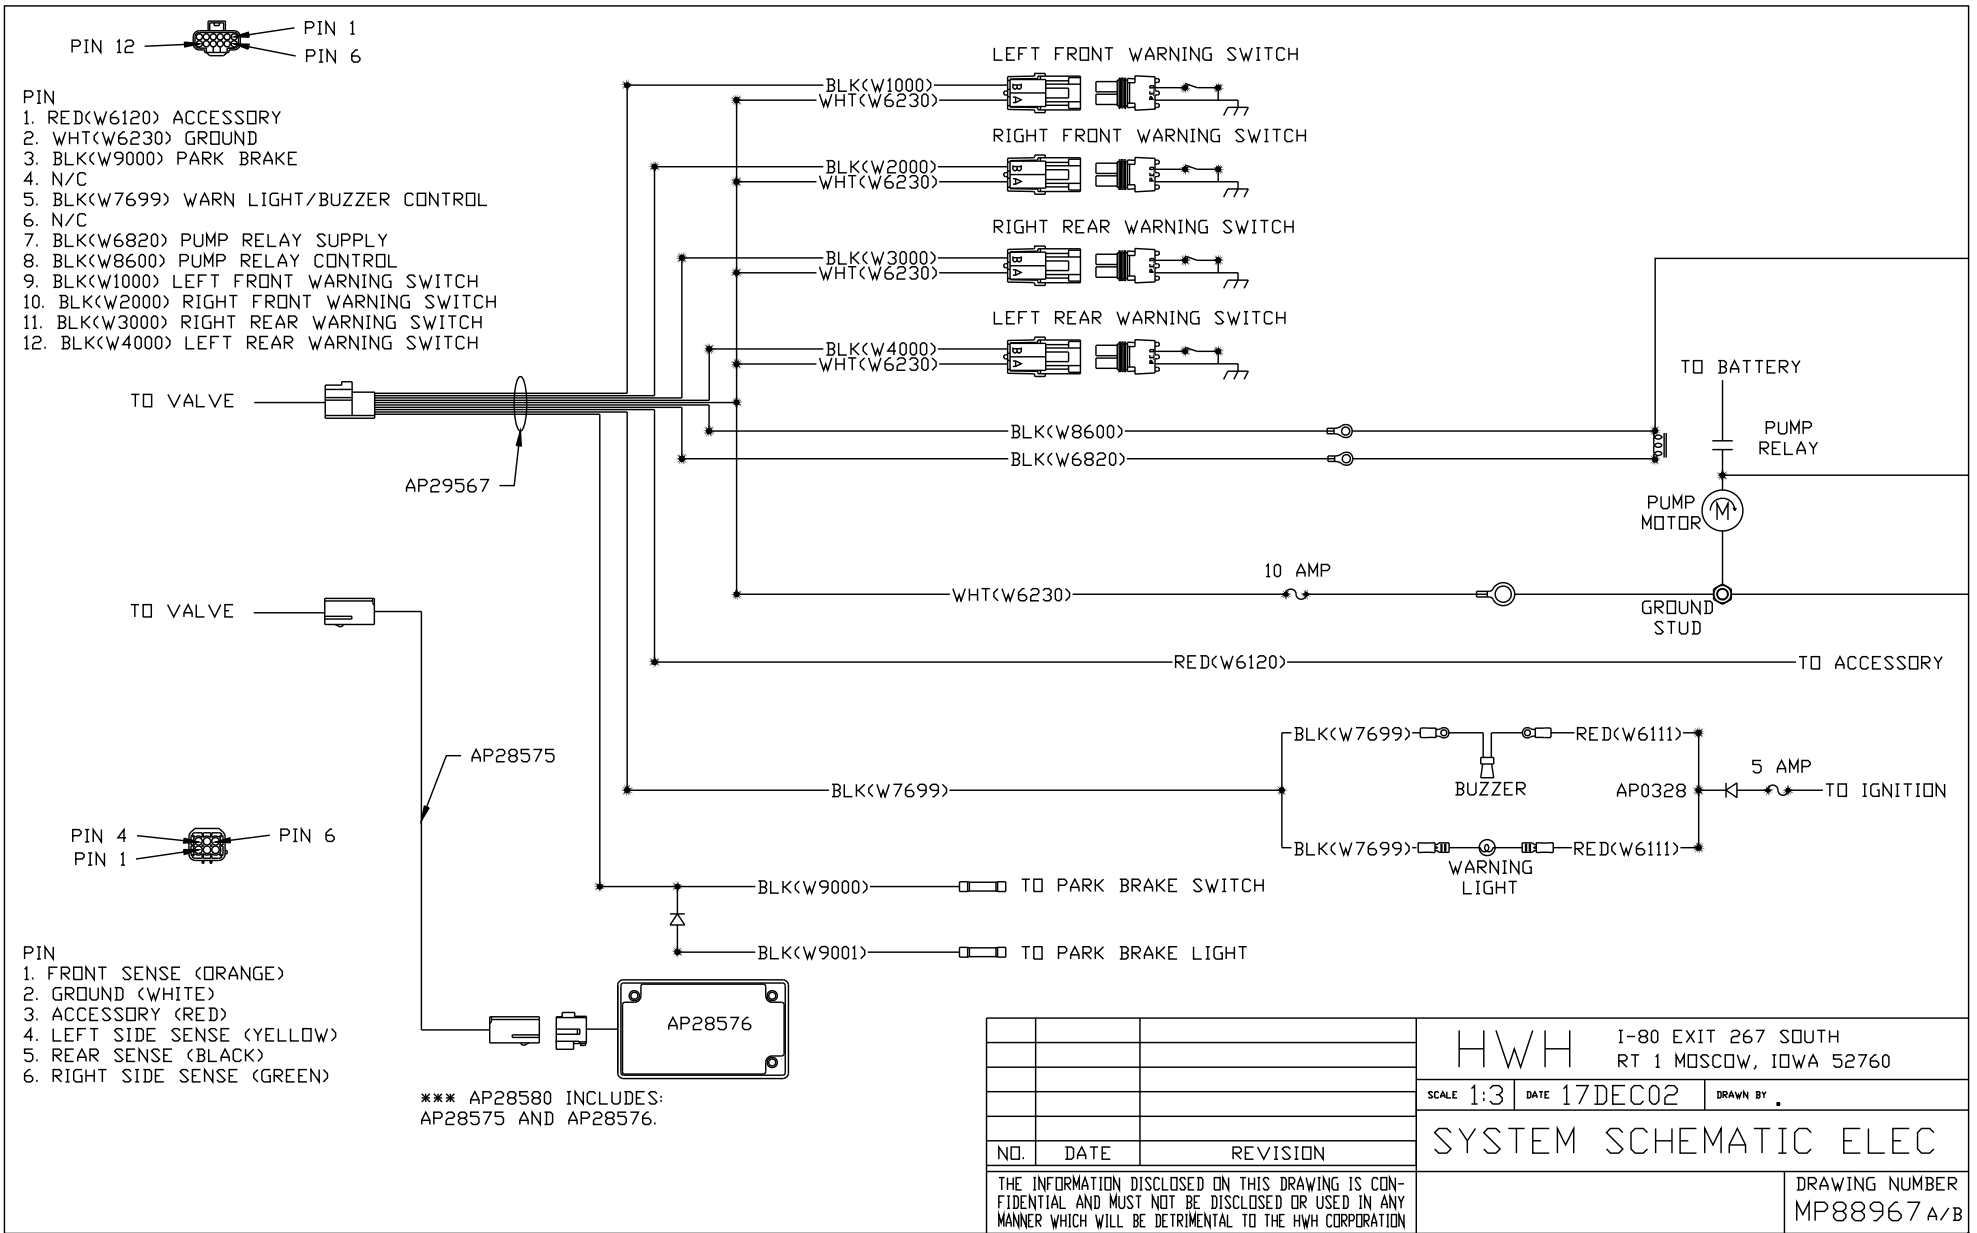 PIN 12
PIN 1
PIN 6
PIN
1. RED(W6120) ACCESSORY
2. WHT(W6230) GROUND
3. BLK(W9000) PARK BRAKE
4. N/C
5. BLK(W7699) WARN LIGHT/BUZZER CONTROL
6. N/C
7. BLK(W6820) PUMP RELAY SUPPLY
8. BLK(W8600) PUMP RELAY CONTROL
9. BLK(W1000) LEFT FRONT WARNING SWITCH
10. BLK(W2000) RIGHT FRONT WARNING SWITCH
11. BLK(W3000) RIGHT REAR WARNING SWITCH
12. BLK(W4000) LEFT REAR WARNING SWITCH
LEFT FRONT WARNING SWITCH
BLK(W1000)
WHT(W6230)
B
A
RIGHT FRONT WARNING SWITCH
BLK(W2000)
WHT(W6230)
B
A
RIGHT REAR WARNING SWITCH
BLK(W3000)
WHT(W6230)
B
A
LEFT REAR WARNING SWITCH
BLK(W4000)
WHT(W6230)
B
A
TO VALVE
AP29567
BLK(W8600)
BLK(W6820)
TO BATTERY
PUMP
RELAY
PUMP
MOTOR
M
WHT(W6230)
10 AMP
GROUND
STUD
RED(W6120)
TO ACCESSORY
TO VALVE
AP28575
BLK(W7699)
BLK(W7699)
BUZZER
RED(W6111)
AP0328
5 AMP
TO IGNITION
BLK(W7699)
WARNING
LIGHT
RED(W6111)
PIN 4
PIN 1
PIN 6
BLK(W9000)
TO PARK BRAKE SWITCH
BLK(W9001)
TO PARK BRAKE LIGHT
PIN
1. FRONT SENSE (ORANGE)
2. GROUND (WHITE)
3. ACCESSORY (RED)
4. LEFT SIDE SENSE (YELLOW)
5. REAR SENSE (BLACK)
6. RIGHT SIDE SENSE (GREEN)
AP28576
*** AP28580 INCLUDES:
AP28575 AND AP28576.
NO. DATE REVISION
THE INFORMATION DISCLOSED ON THIS DRAWING IS CON-
FIDENTIAL AND MUST NOT BE DISCLOSED OR USED IN ANY
MANNER WHICH WILL BE DETRIMENTAL TO THE HWH CORPORATION
HWH
I-80 EXIT 267 SOUTH
RT 1 MOSCOW, IOWA 52760
SCALE 1:3
DATE 17DEC02
DRAWN BY .
SYSTEM SCHEMATIC ELEC
DRAWING NUMBER
MP88967 A/B